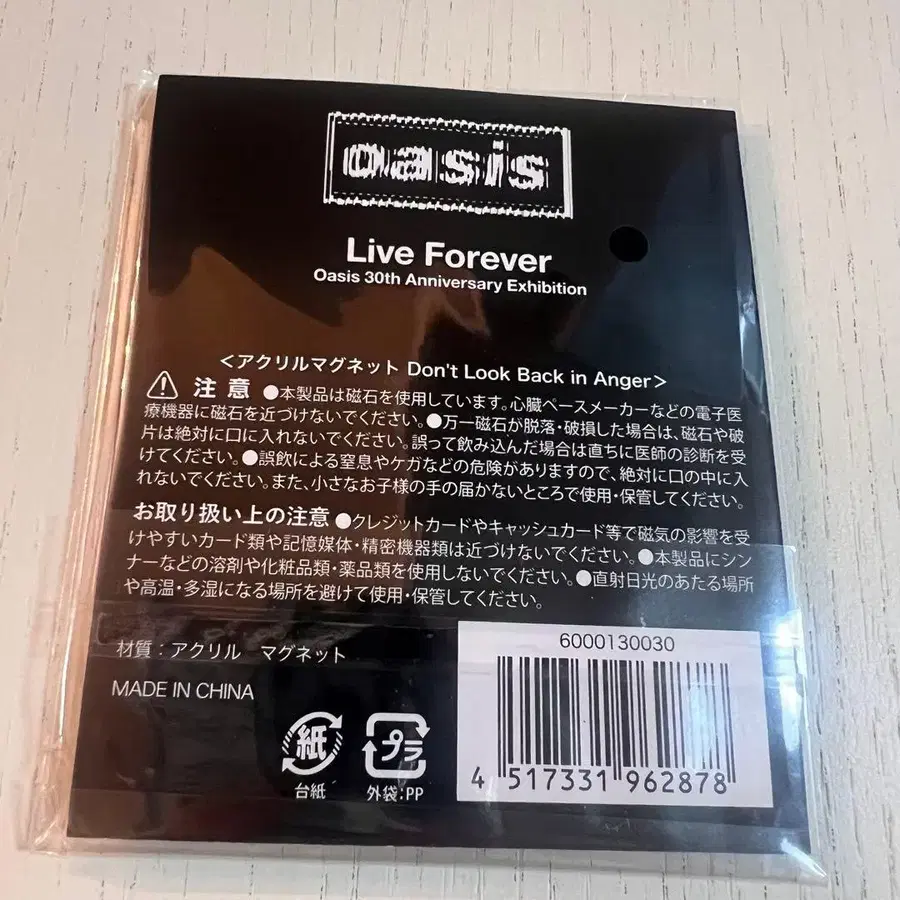 oasis
Live Forever
Oasis 30th Anniversary Exhibition
<アクリルマグネット Don't Look Back in Anger>
注意 ●本製品は磁石を使用しています。心臓ペースメーカーなどの電子医
療機器に磁石を近づけないでください。●万一磁石が脱落・破損した場合は、磁石や破
片は絶対に口に入れないでください。誤って飲み込んだ場合は直ちに医師の診断を受
けてください。●誤飲による窒息やケガなどの危険がありますので、絶対に口の中に入
れないでください。また、小さなお子様の手の届かないところで使用・保管してください。
お取り扱い上の注意 ●クレジットカードやキャッシュカード等で磁気の影響を受
けやすいカード類や記憶媒体・精密機器類は近づけないでください。●本製品にシン
ナーなどの溶剤や化粧品類・薬品類を使用しないでください。●直射日光のあたる場所
や高温・多湿になる場所を避けて使用・保管してください。
材質:アクリル マグネット
MADE IN CHINA
6000130030
4 517331 962878
紙 プラ
台紙 外袋:PP